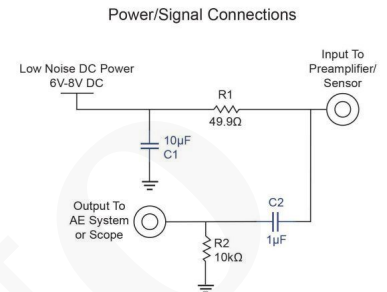 Power/Signal Connections
Input To
Preamplifier/
Sensor
Low Noise DC Power
6V-8V DC
R1
49.9Ω
10µF
C1
Output To
AE System
or Scope
C2
1µF
R2
10kΩ